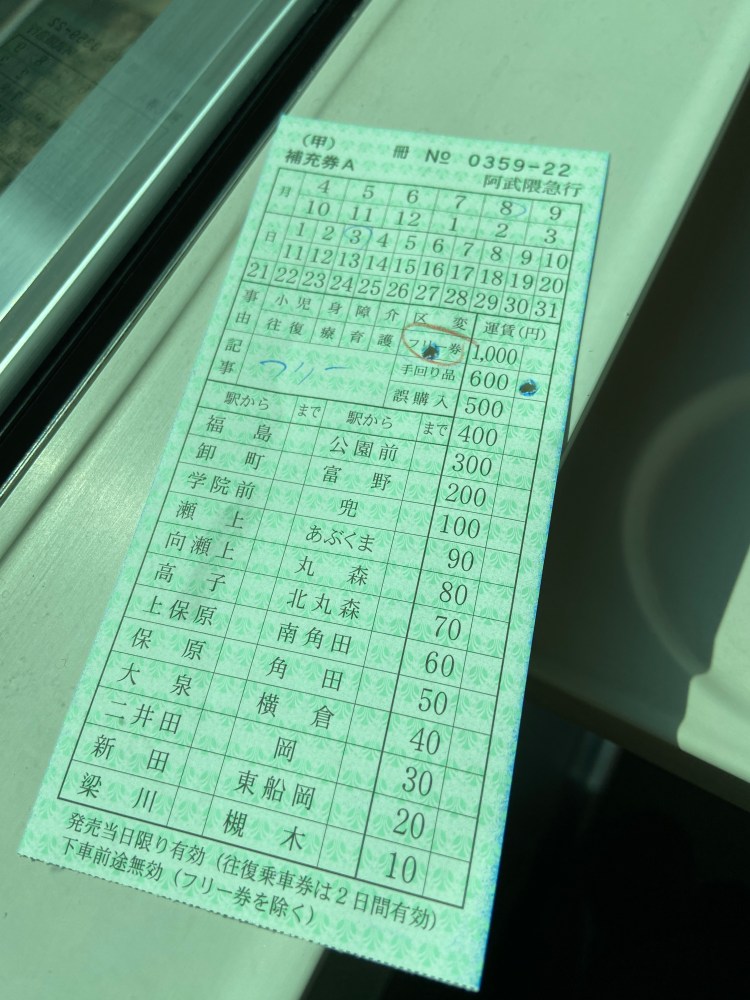 (甲) 冊 № 0359-22
補充券A 阿武隈急行
月 4 5 6 7 8 9
10 11 12 1 2 3
日 1 2 3 4 5 6 7 8 9 10
11 12 13 14 15 16 17 18 19 20
21 22 23 24 25 26 27 28 29 30 31
事由 小児 身障 介 区変 運賃(円)
往復 療育 護 フリー券 1,000
記事 フリー 手回り品 600
誤購入 500
駅から まで 駅から まで 400
福島 公園前 300
卸町 富野 200
学院前 兜 100
瀬上 あぶくま 90
向瀬上 丸森 80
高子 北丸森 70
上保原 南角田 60
保原 角田 50
大泉 横倉 40
二井田 岡 30
新田 東船岡 20
梁川 槻木 10
発売当日限り有効(往復乗車券は2日間有効)
下車前途無効(フリー券を除く)